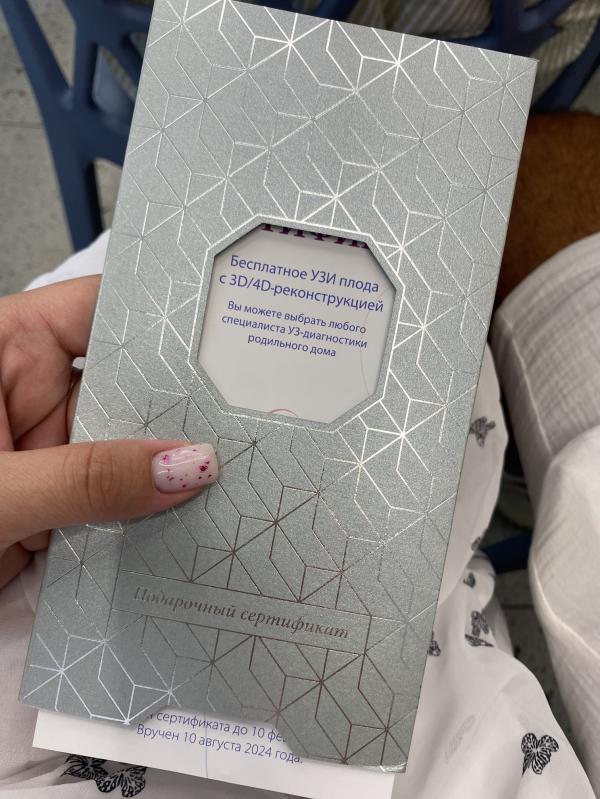 Бесплатное УЗИ плода
с 3D/4D-реконструкцией
Вы можете выбрать любого
специалиста УЗ-диагностики
родильного дома
Подарочный сертификат
сертификата до 10
Вручен 10 августа 2024 года.